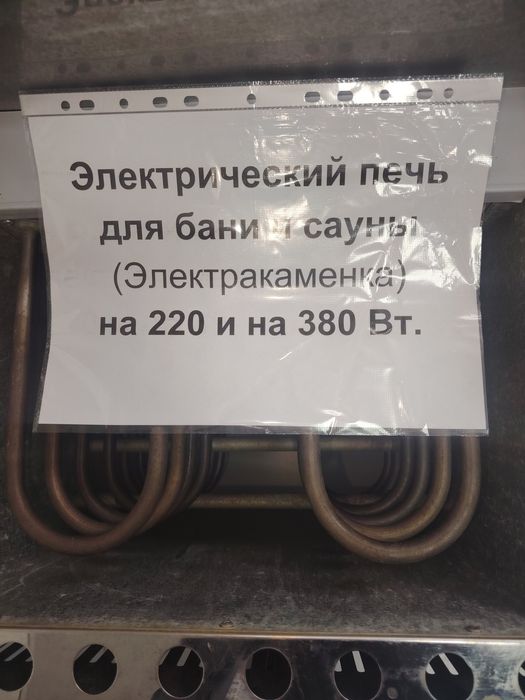 Электрический печь
для бани и сауны
(Электракаменка)
на 220 и на 380 Вт.